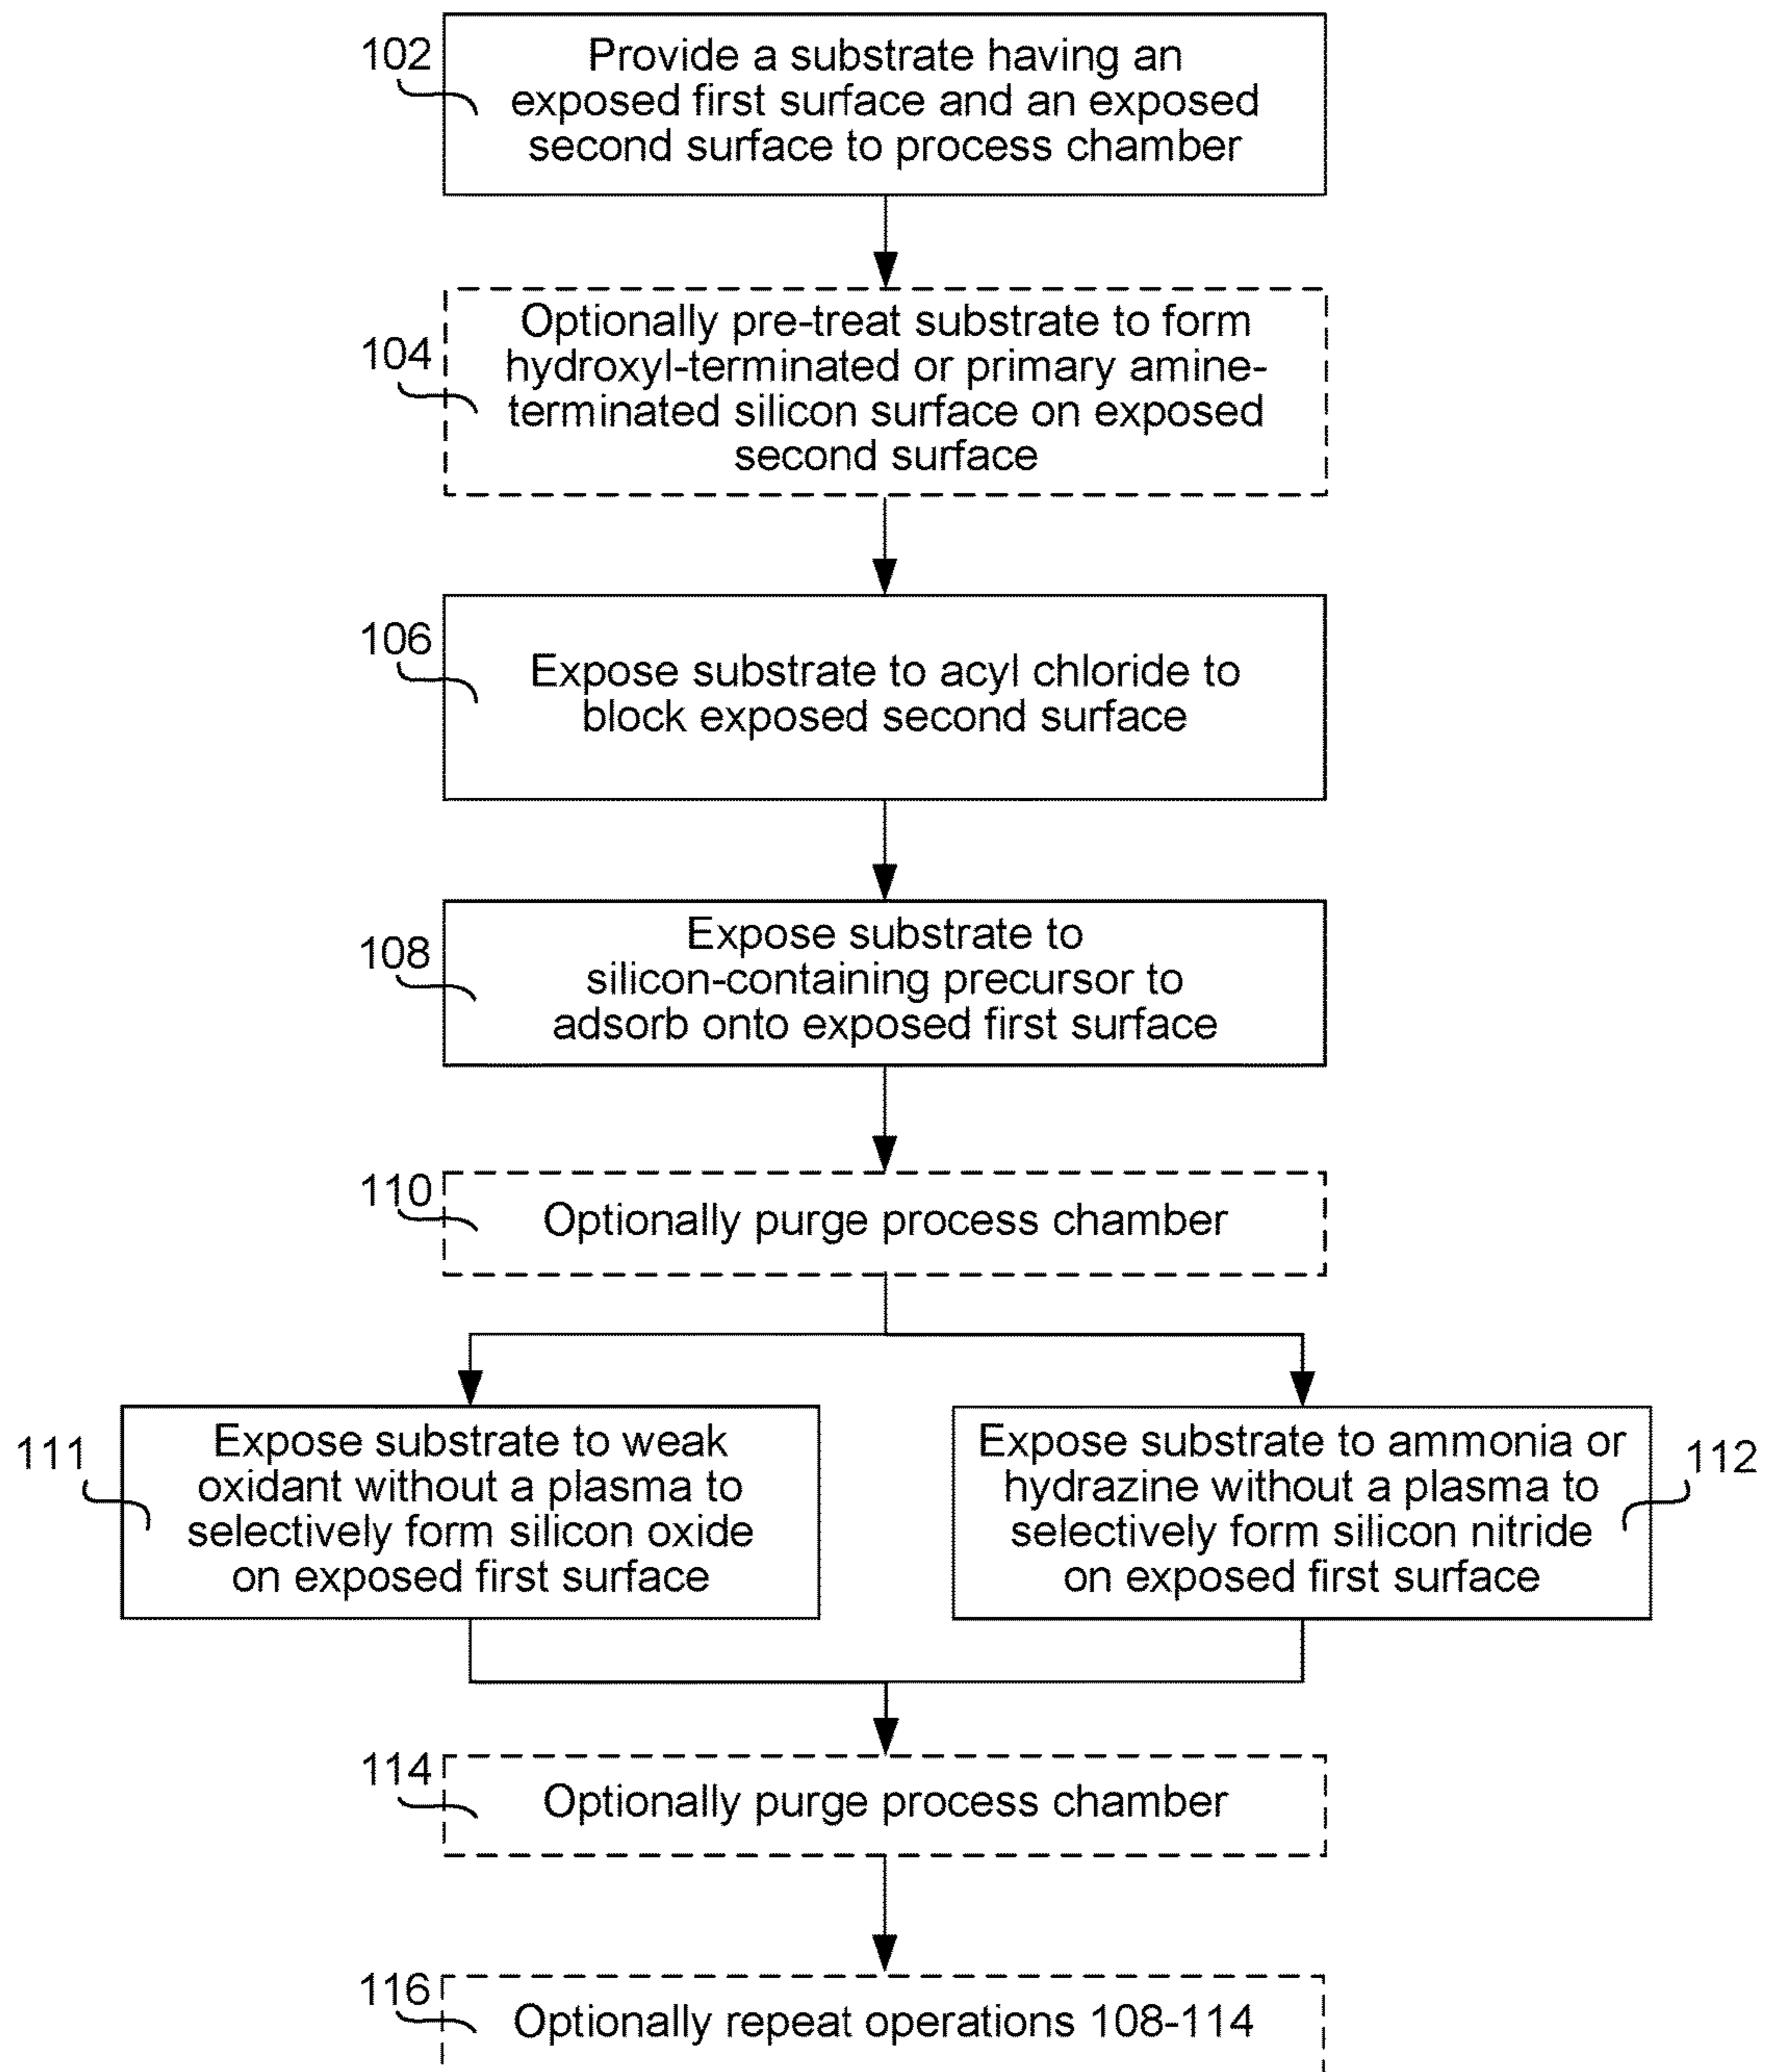 102
Provide a substrate having an
exposed first surface and an exposed
second surface to process chamber
104
Optionally pre-treat substrate to form
hydroxyl-terminated or primary amine-
terminated silicon surface on exposed
second surface
106
Expose substrate to acyl chloride to
block exposed second surface
108
Expose substrate to
silicon-containing precursor to
adsorb onto exposed first surface
110
Optionally purge process chamber
111
Expose substrate to weak
oxidant without a plasma to
selectively form silicon oxide
on exposed first surface
Expose substrate to ammonia or
hydrazine without a plasma to
selectively form silicon nitride
on exposed first surface
112
114
Optionally purge process chamber
116
Optionally repeat operations 108-114